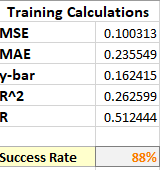 Training Calculations
MSE 0.100313
MAE 0.235549
y-bar 0.162415
R^2 0.262599
R 0.512444
Success Rate 88%